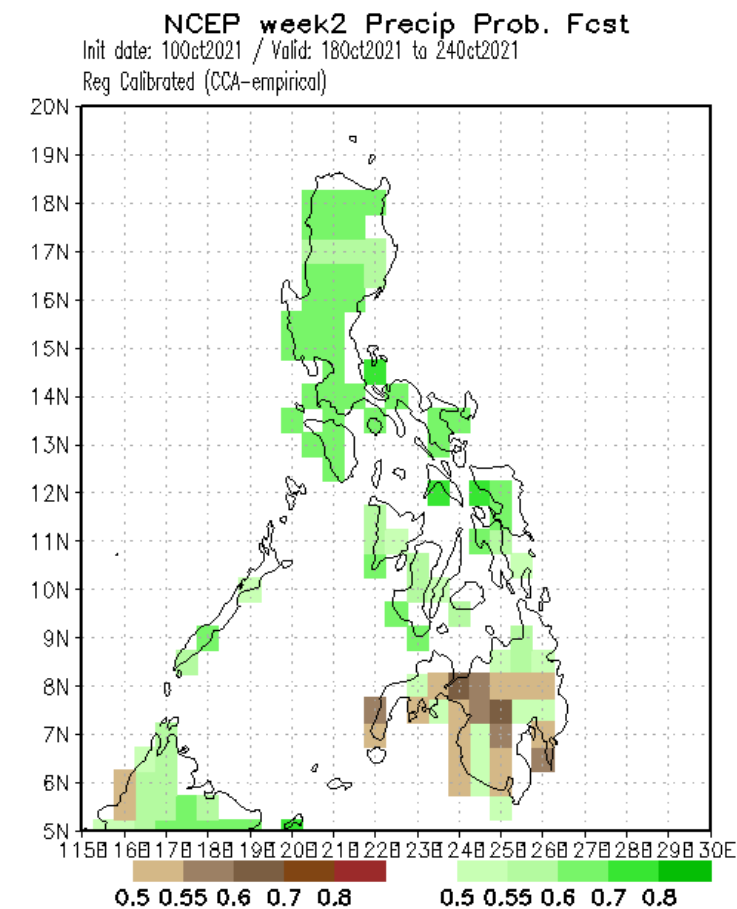 NCEP week2 Precip Prob. Fcst
Init date: 10Oct2021 / Valid: 18Oct2021 to 24Oct2021
Reg Calibrated (CCA-empirical)
20N
19N
18N
17N
16N
15N
14N
13N
12N
11N
10N
9N
8N
7N
6N
5N
115E 116E 117E 118E 119E 120E 121E 122E 123E 124E 125E 126E 127E 128E 129E 130E
0.5 0.55 0.6 0.7 0.8 0.5 0.55 0.6 0.7 0.8